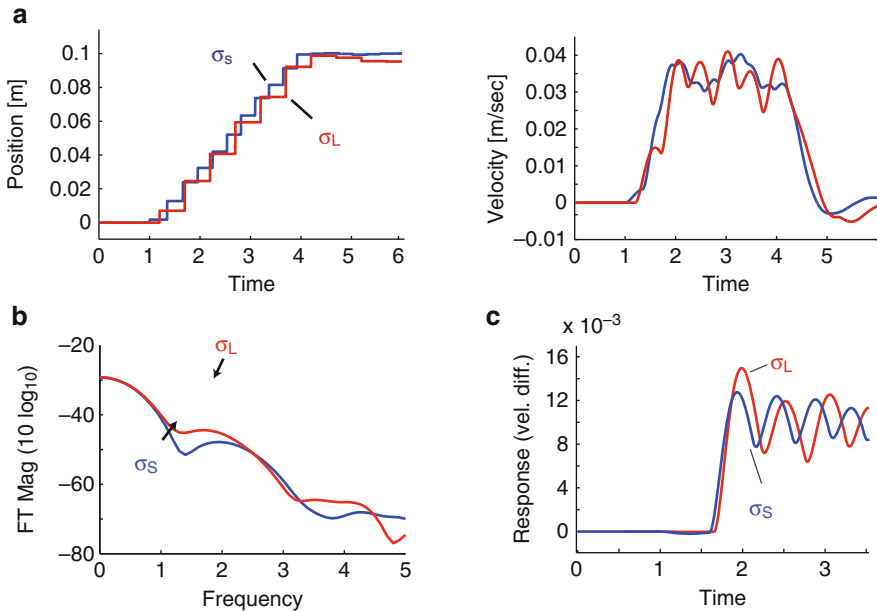 a
Position [m]
0.1
0.08
0.06
0.04
0.02
0
σs
σL
0 1 2 3 4 5 6
Time
Velocity [m/sec]
0.04
0.03
0.02
0.01
0
−0.01
0 1 2 3 4 5
Time
b
FT Mag (10 log10)
−20
−40
−60
−80
σL
σS
0 1 2 3 4 5
Frequency
c
x 10−3
Response (vel. diff.)
16
12
8
4
0
σL
σS
0 1 2 3
Time